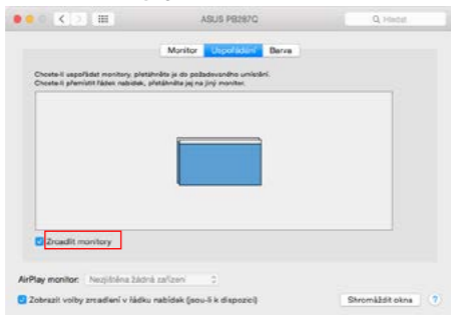 ASUS PB287Q
Hledat
Monitor Uspořádání Barva
Chcete-li uspořádat monitory, přetáhněte je do požadovaného umístění.
Chcete-li přemístit řádek nabídek, přetáhněte jej na jiný monitor.
Zrcadlit monitory
AirPlay monitor: Nezjištěna žádná zařízení
Zobrazit volby zrcadlení v řádku nabídek (jsou-li k dispozici) Shromáždit okna ?